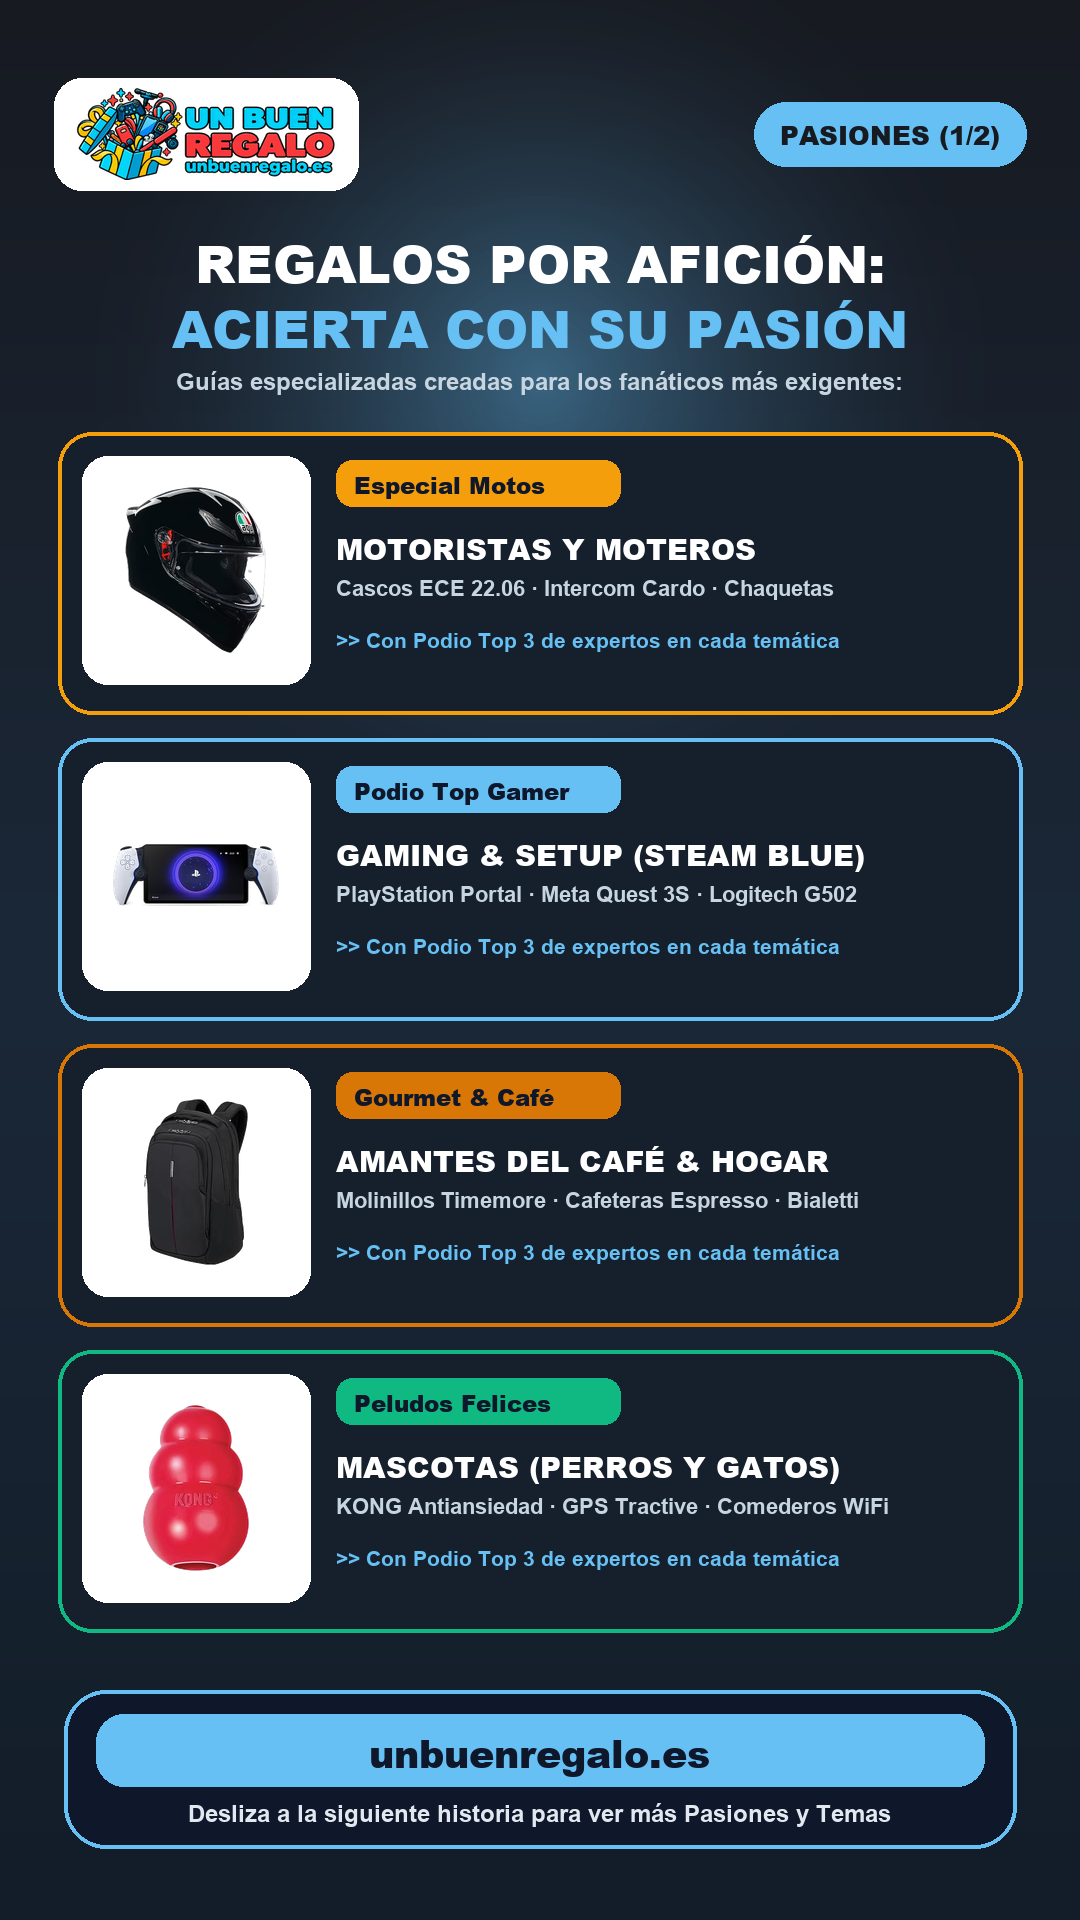 UN BUEN
REGALO
unbuenregalo.es
PASIONES (1/2)
REGALOS POR AFICIÓN:
ACIERTA CON SU PASIÓN
Guías especializadas creadas para los fanáticos más exigentes:
Especial Motos
MOTORISTAS Y MOTEROS
Cascos ECE 22.06 · Intercom Cardo · Chaquetas
>> Con Podio Top 3 de expertos en cada temática
Podio Top Gamer
GAMING & SETUP (STEAM BLUE)
PlayStation Portal · Meta Quest 3S · Logitech G502
>> Con Podio Top 3 de expertos en cada temática
Gourmet & Café
AMANTES DEL CAFÉ & HOGAR
Molinillos Timemore · Cafeteras Espresso · Bialetti
>> Con Podio Top 3 de expertos en cada temática
Peludos Felices
KONG
MASCOTAS (PERROS Y GATOS)
KONG Antiansiedad · GPS Tractive · Comederos WiFi
>> Con Podio Top 3 de expertos en cada temática
unbuenregalo.es
Desliza a la siguiente historia para ver más Pasiones y Temas